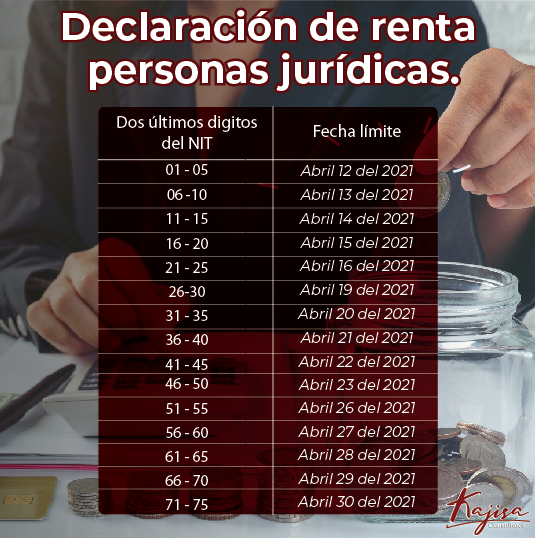 Declaración de renta
personas jurídicas.
Dos últimos digitos
del NIT
Fecha límite
01 - 05 Abril 12 del 2021
06 -10 Abril 13 del 2021
11 - 15 Abril 14 del 2021
16 - 20 Abril 15 del 2021
21 - 25 Abril 16 del 2021
26-30 Abril 19 del 2021
31 - 35 Abril 20 del 2021
36 - 40 Abril 21 del 2021
41 - 45 Abril 22 del 2021
46 - 50 Abril 23 del 2021
51 - 55 Abril 26 del 2021
56 - 60 Abril 27 del 2021
61 - 65 Abril 28 del 2021
66 - 70 Abril 29 del 2021
71 - 75 Abril 30 del 2021
Kajisa